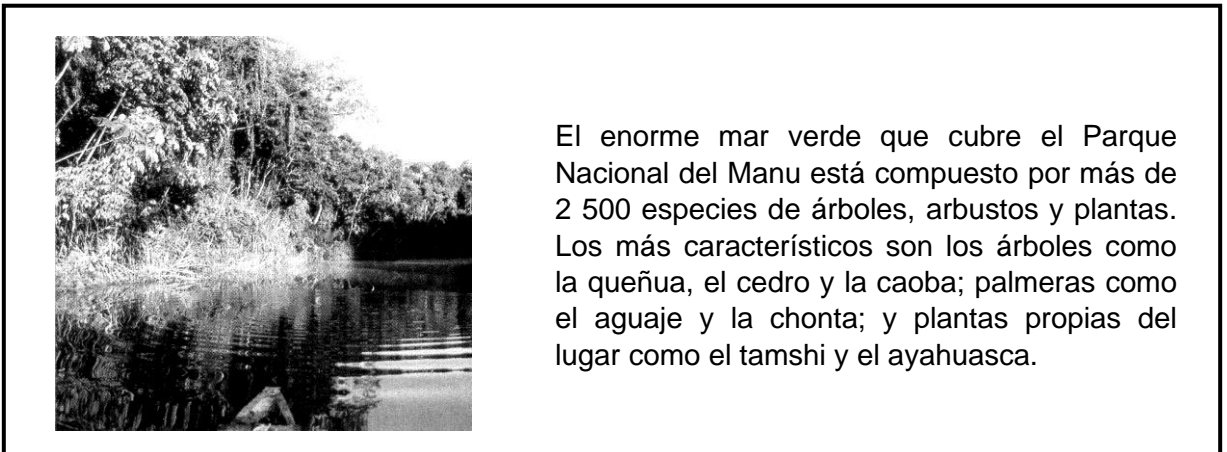 El enorme mar verde que cubre el Parque
Nacional del Manu está compuesto por más de
2 500 especies de árboles, arbustos y plantas.
Los más característicos son los árboles como
la queñua, el cedro y la caoba; palmeras como
el aguaje y la chonta; y plantas propias del
lugar como el tamshi y el ayahuasca.